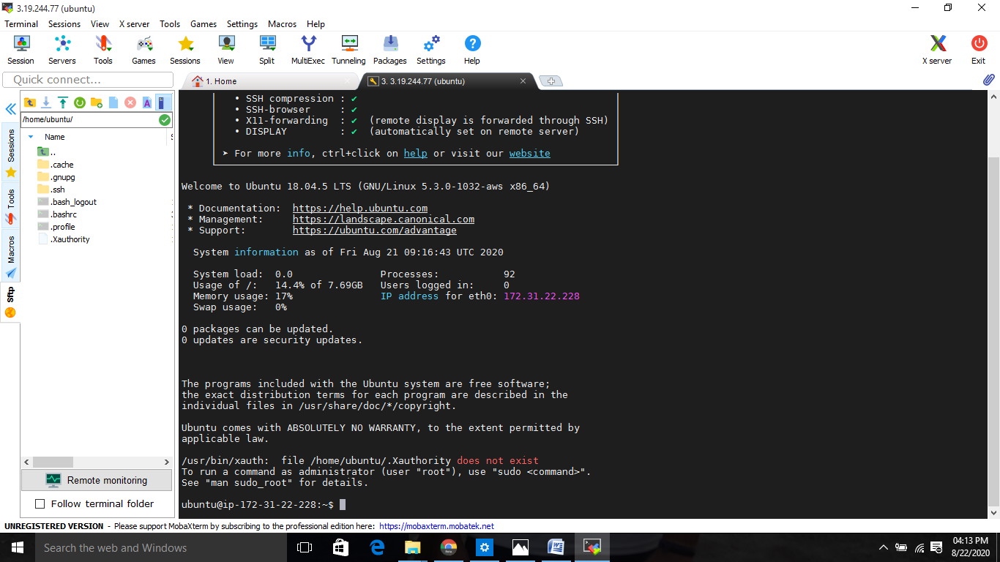 3.19.244.77 (ubuntu)
Terminal Sessions View X server Tools Games Settings Macros Help
Session Servers Tools Games Sessions View Split MultiExec Tunneling Packages Settings Help X server Exit
Quick connect...
1. Home
3. 3.19.244.77 (ubuntu)
/home/ubuntu/
Name
..
.cache
.gnupg
.ssh
.bash_logout
.bashrc
.profile
.Xauthority
Sessions
Tools
Macros
Sftp
Remote monitoring
Follow terminal folder
• SSH compression : ✔
• SSH-browser : ✔
• X11-forwarding : ✔ (remote display is forwarded through SSH)
• DISPLAY : ✔ (automatically set on remote server)
➤ For more info, ctrl+click on help or visit our website
Welcome to Ubuntu 18.04.5 LTS (GNU/Linux 5.3.0-1032-aws x86_64)
* Documentation: https://help.ubuntu.com
* Management: https://landscape.canonical.com
* Support: https://ubuntu.com/advantage
System information as of Fri Aug 21 09:16:43 UTC 2020
System load: 0.0 Processes: 92
Usage of /: 14.4% of 7.69GB Users logged in: 0
Memory usage: 17% IP address for eth0: 172.31.22.228
Swap usage: 0%
0 packages can be updated.
0 updates are security updates.
The programs included with the Ubuntu system are free software;
the exact distribution terms for each program are described in the
individual files in /usr/share/doc/*/copyright.
Ubuntu comes with ABSOLUTELY NO WARRANTY, to the extent permitted by
applicable law.
/usr/bin/xauth: file /home/ubuntu/.Xauthority does not exist
To run a command as administrator (user "root"), use "sudo <command>".
See "man sudo_root" for details.
ubuntu@ip-172-31-22-228:~$
UNREGISTERED VERSION - Please support MobaXterm by subscribing to the professional edition here: https://mobaxterm.mobatek.net
Search the web and Windows
04:13 PM
8/22/2020